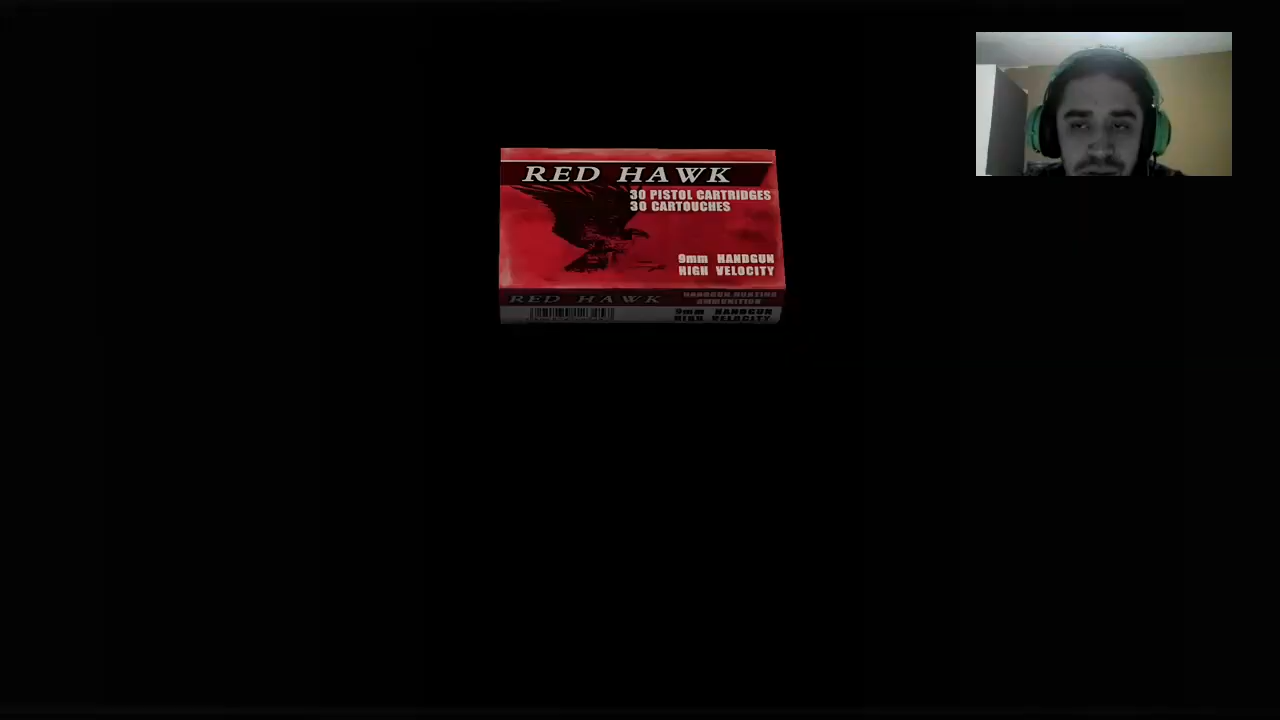 RED HAWK
30 PISTOL CARTRIDGES
30 CARTOUCHES
9mm HANDGUN
HIGH VELOCITY
RED HAWK
HANDGUN HUNTING
AMMUNITION
9mm HANDGUN
HIGH VELOCITY